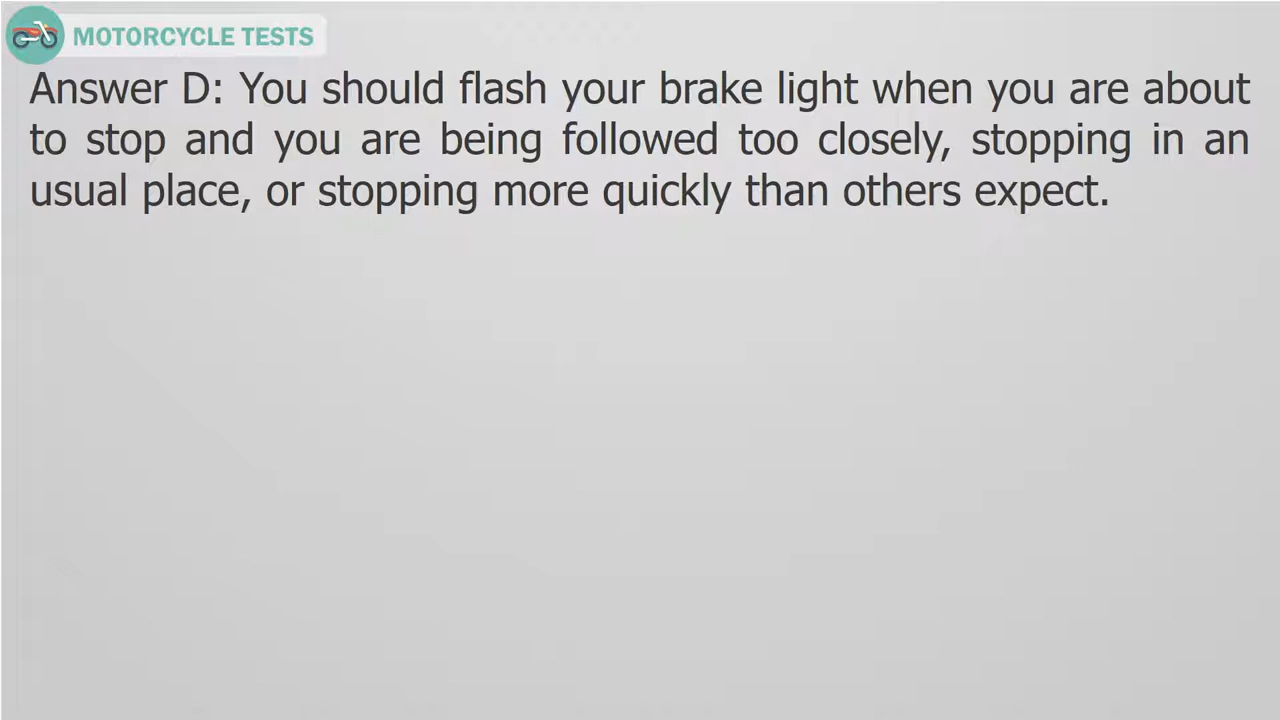 MOTORCYCLE TESTS
Answer D: You should flash your brake light when you are about
to stop and you are being followed too closely, stopping in an
usual place, or stopping more quickly than others expect.